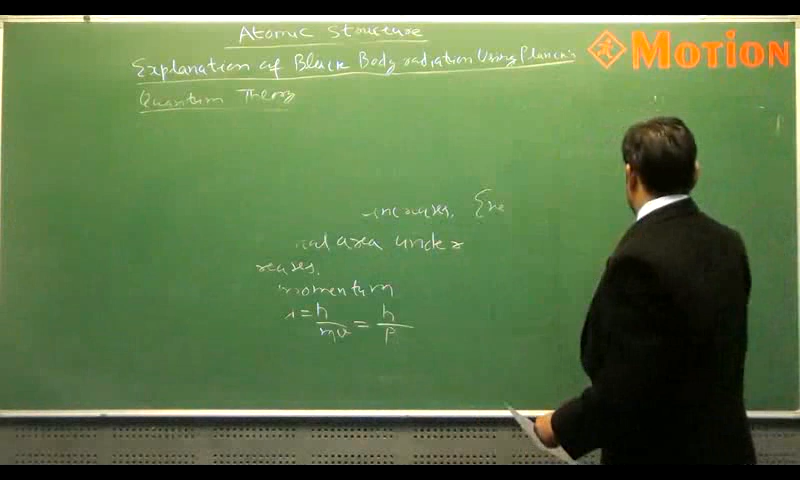 Atomic Structure
MOTION
Explanation of Black Body radiation Using Planck's
Quantum Theory
increases. Ene
ial area under
reases.
momentum
λ = h/mv = h/p